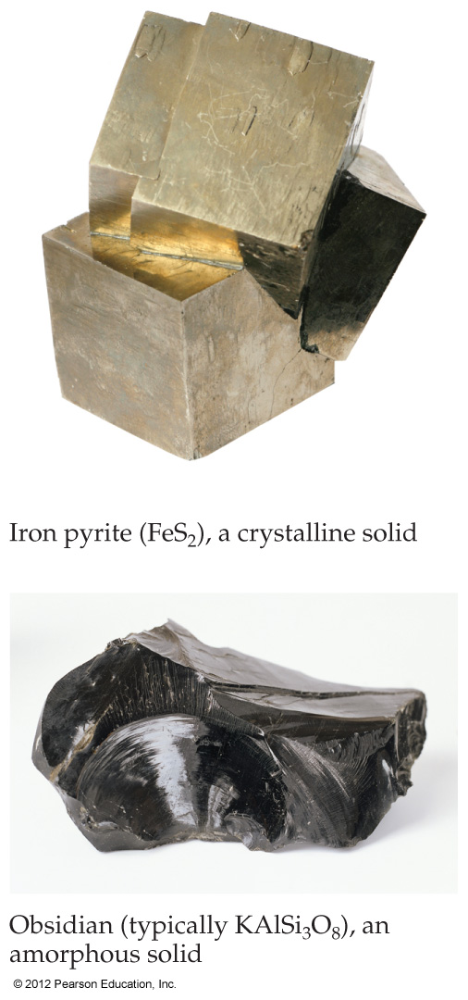 Iron pyrite (FeS₂), a crystalline solid
Obsidian (typically KAlSi₃O₈), an
amorphous solid
© 2012 Pearson Education, Inc.